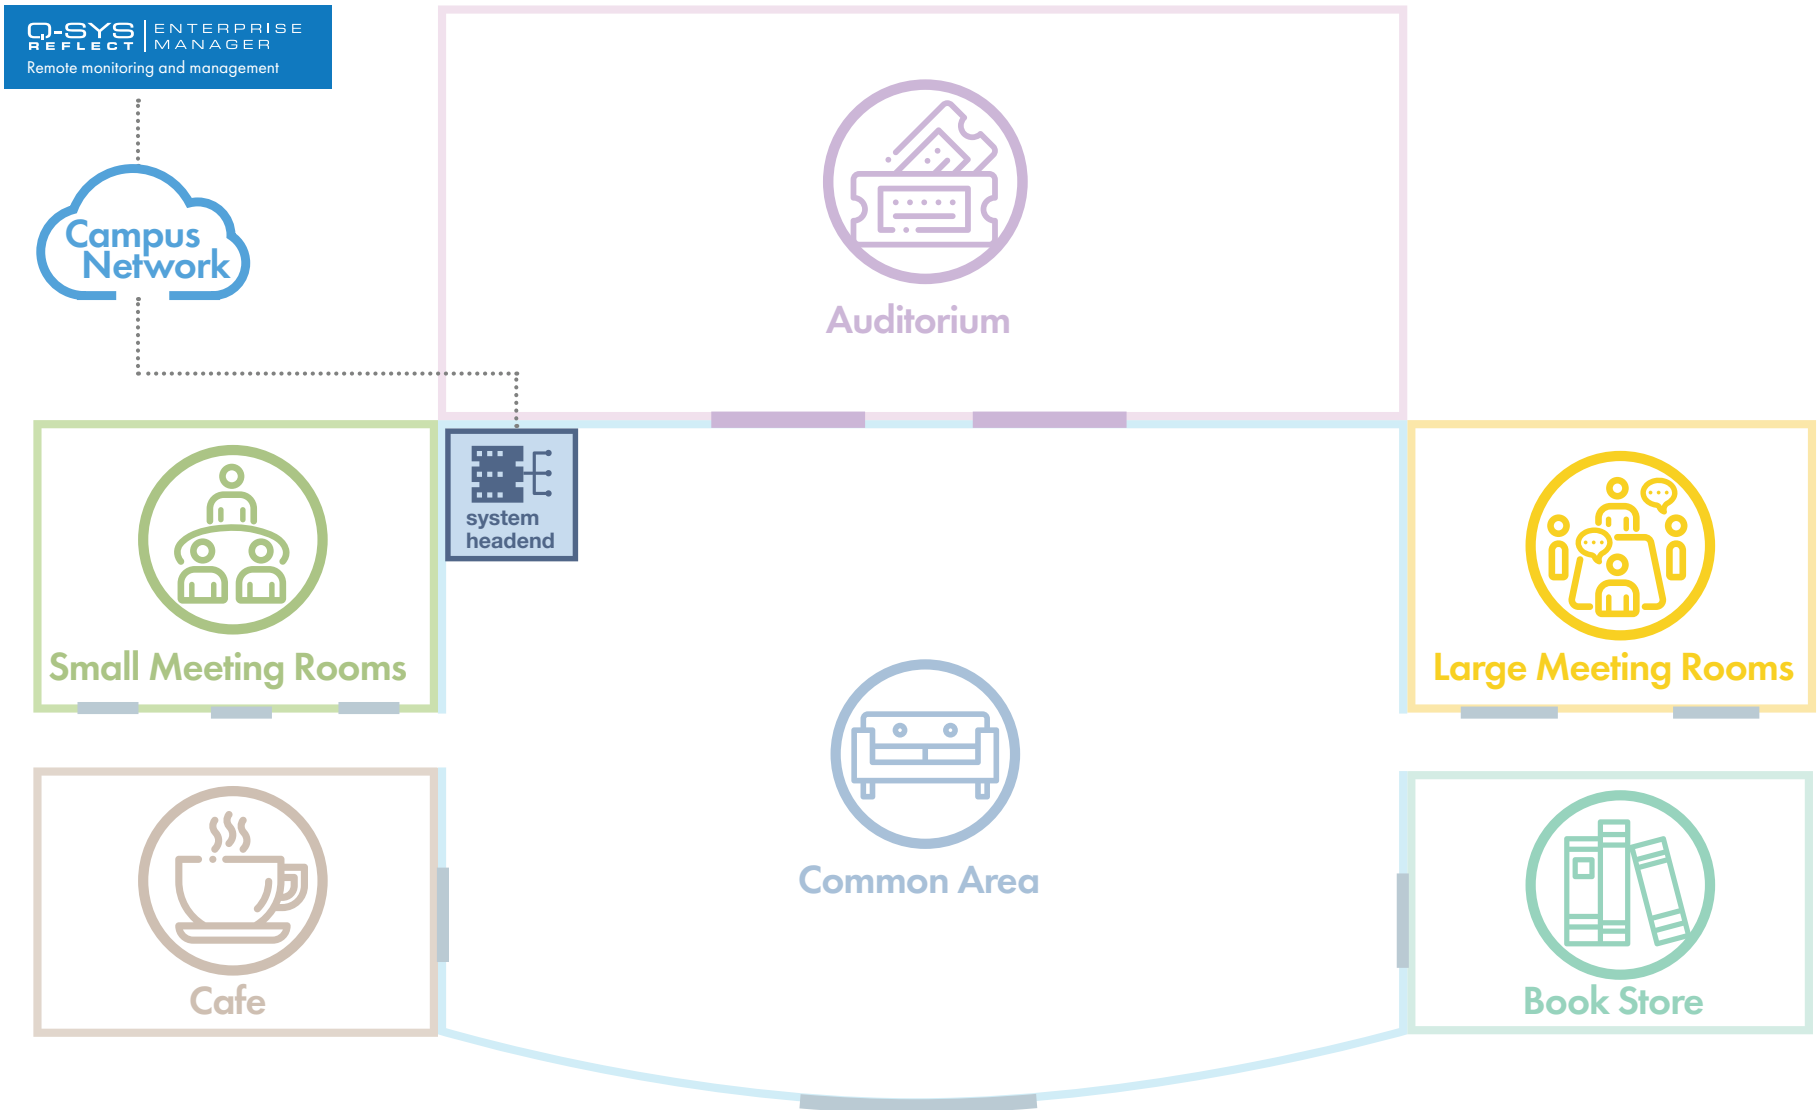 Q-SYS
REFLECT
ENTERPRISE
MANAGER
Remote monitoring and management
Campus
Network
Auditorium
system
headend
Small Meeting Rooms
Large Meeting Rooms
Common Area
Cafe
Book Store